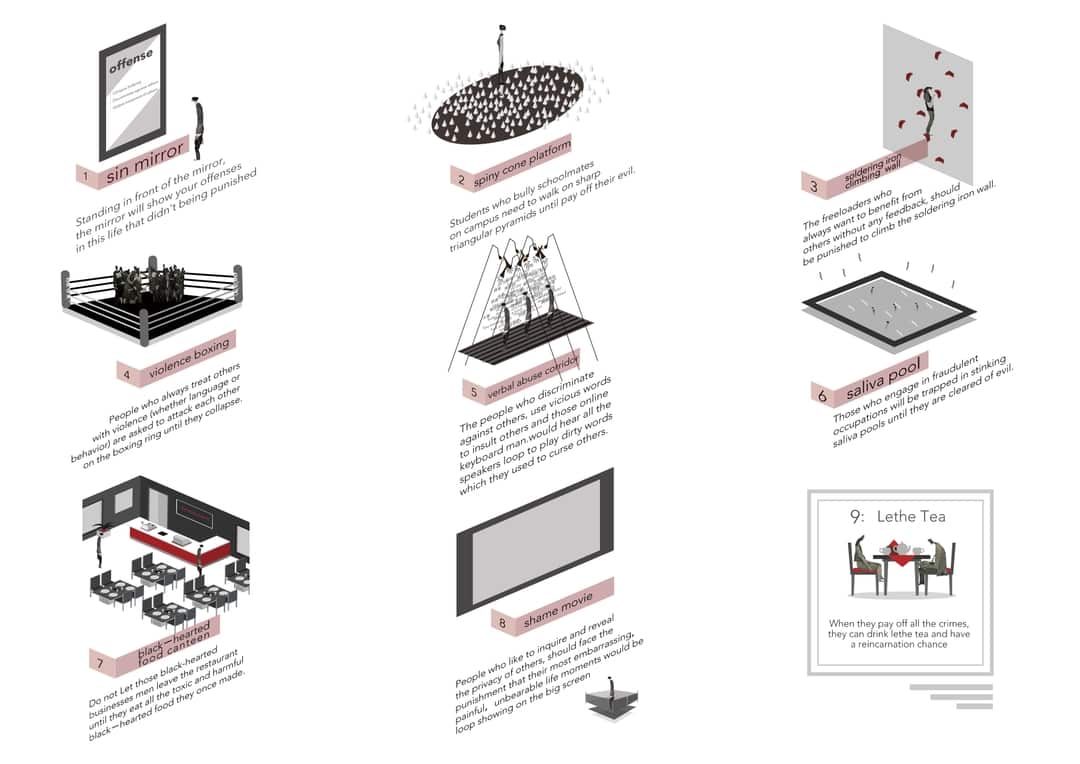 offense
1
sin mirror
Standing in front of the mirror,
the mirror will show your offenses
in this life that didn't being punished
2
spiny cone platform
Students who bully schoolmates
on campus need to walk on sharp
triangular pyramids until pay off their evil.
3
soldering iron
climbing wall
The freeloaders who
always want to benefit from
others without any feedback, should
be punished to climb the soldering iron wall.
4
violence boxing
People who always treat others
with violence (whether language or
behavior) are asked to attack each other
on the boxing ring until they collapse.
5
verbal abuse corridor
The people who discriminate
against others, use vicious words
to insult others and those online
keyboard man.would hear all the
speakers loop to play dirty words
which they used to curse others.
6
saliva pool
Those who engage in fraudulent
occupations will be trapped in stinking
saliva pools until they are cleared of evil.
7
black—hearted
food canteen
Do not Let those black-hearted
businesses men leave the restaurant
until they eat all the toxic and harmful
black—hearted food they once made.
8
shame movie
People who like to inquire and reveal
the privacy of others, should face the
punishment that their most embarrassing,
painful, unbearable life moments would be
loop showing on the big screen
9: Lethe Tea
When they pay off all the crimes,
they can drink lethe tea and have
a reincarnation chance